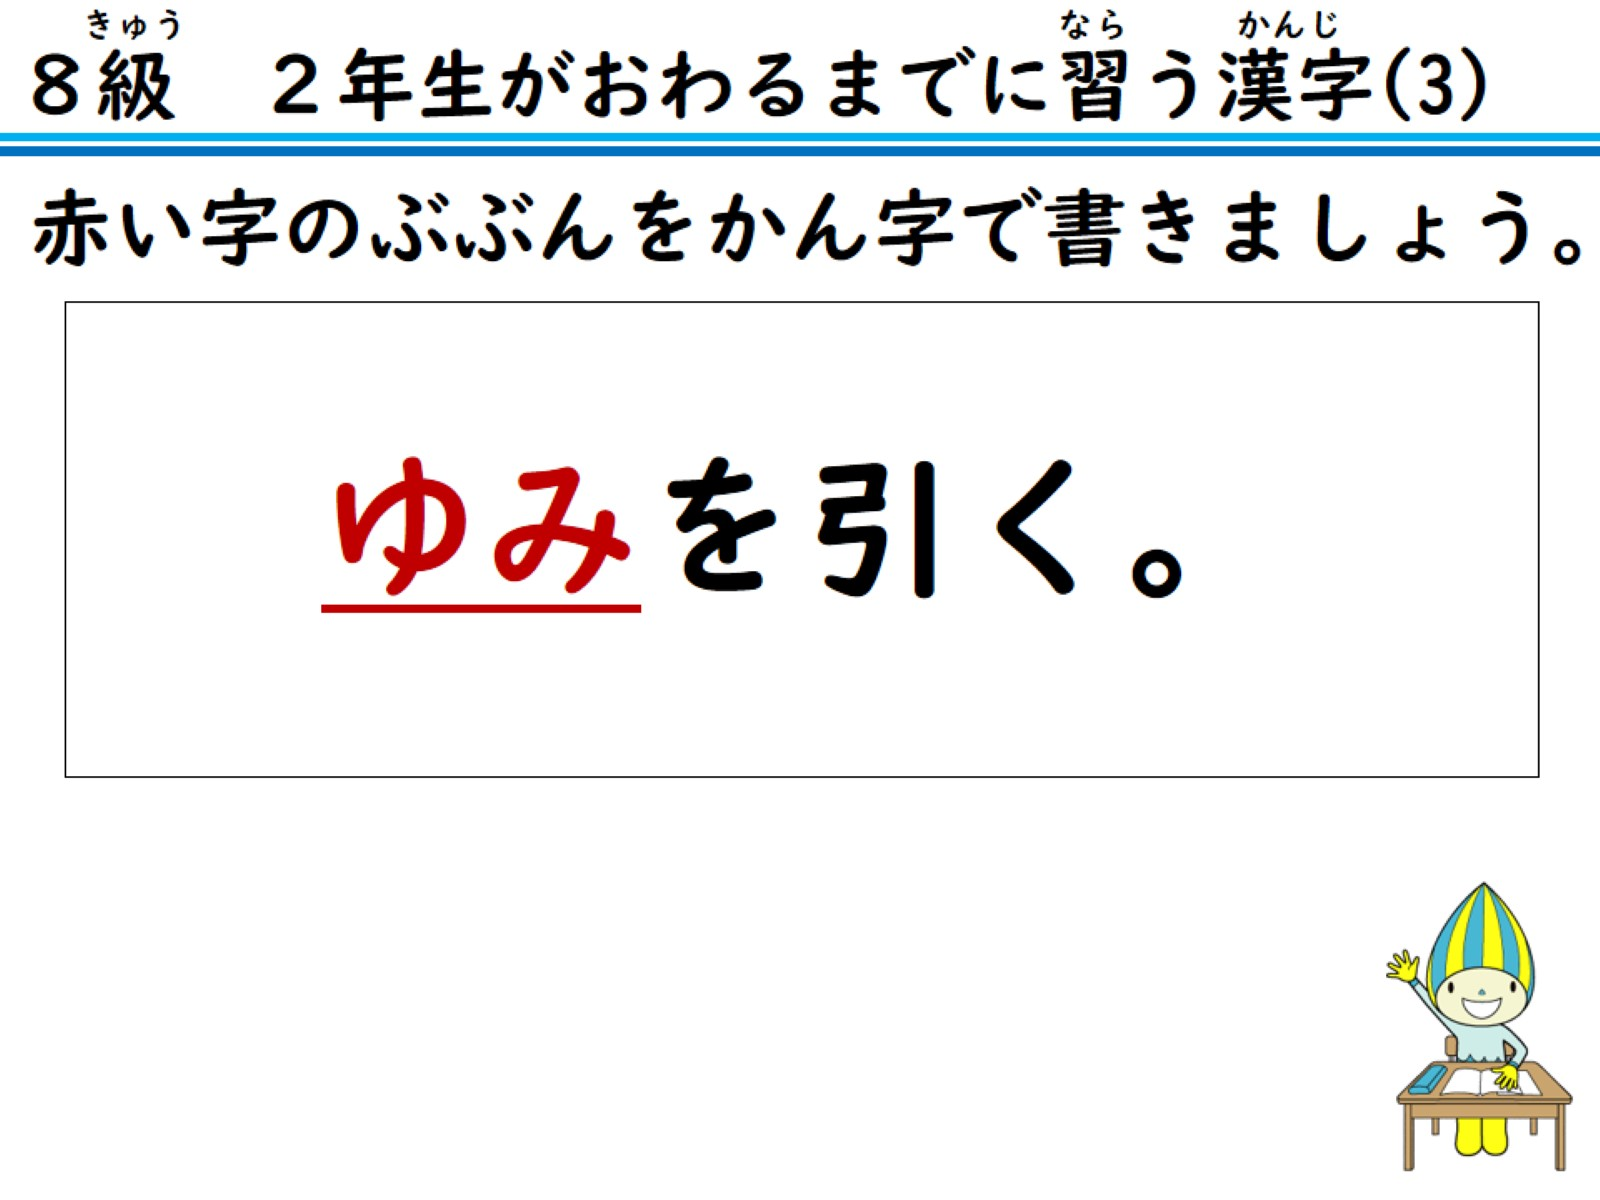 きゅう なら かんじ
８級　２年生がおわるまでに習う漢字(3)
赤い字のぶぶんをかん字で書きましょう。
ゆみを引く。